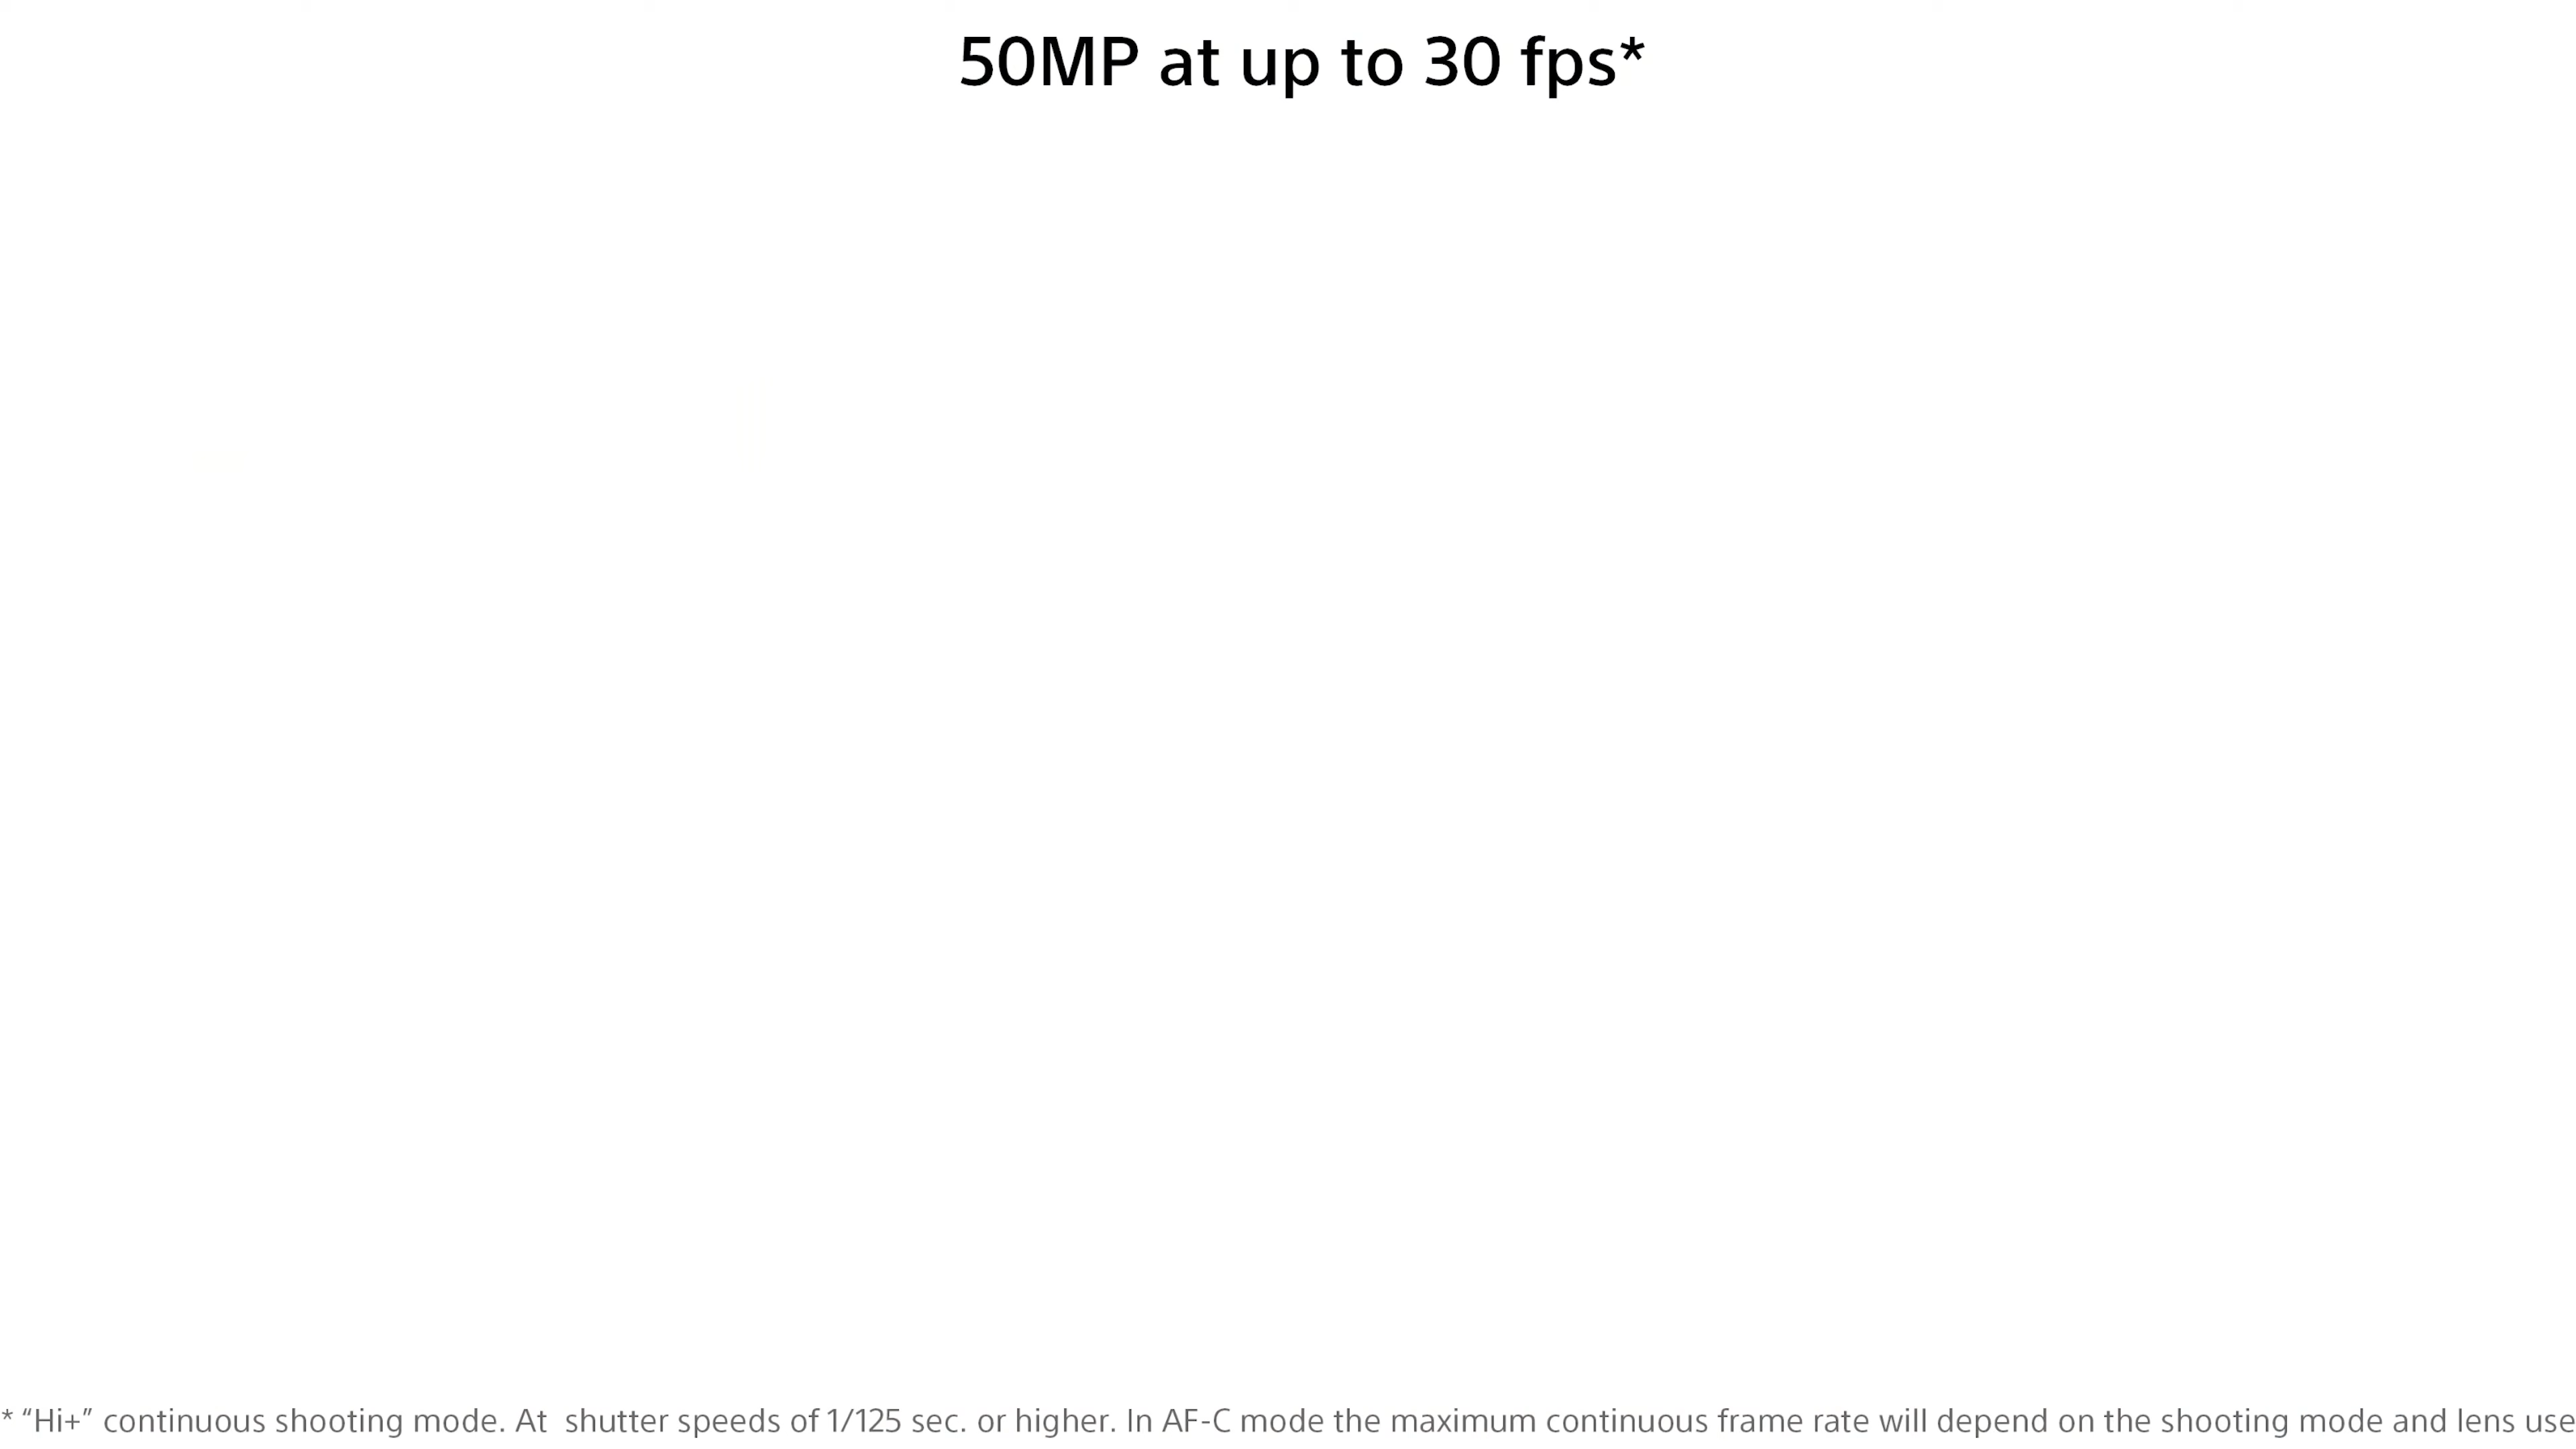 50MP at up to 30 fps*
* “Hi+” continuous shooting mode. At  shutter speeds of 1/125 sec. or higher. In AF-C mode the maximum continuous frame rate will depend on the shooting mode and lens use